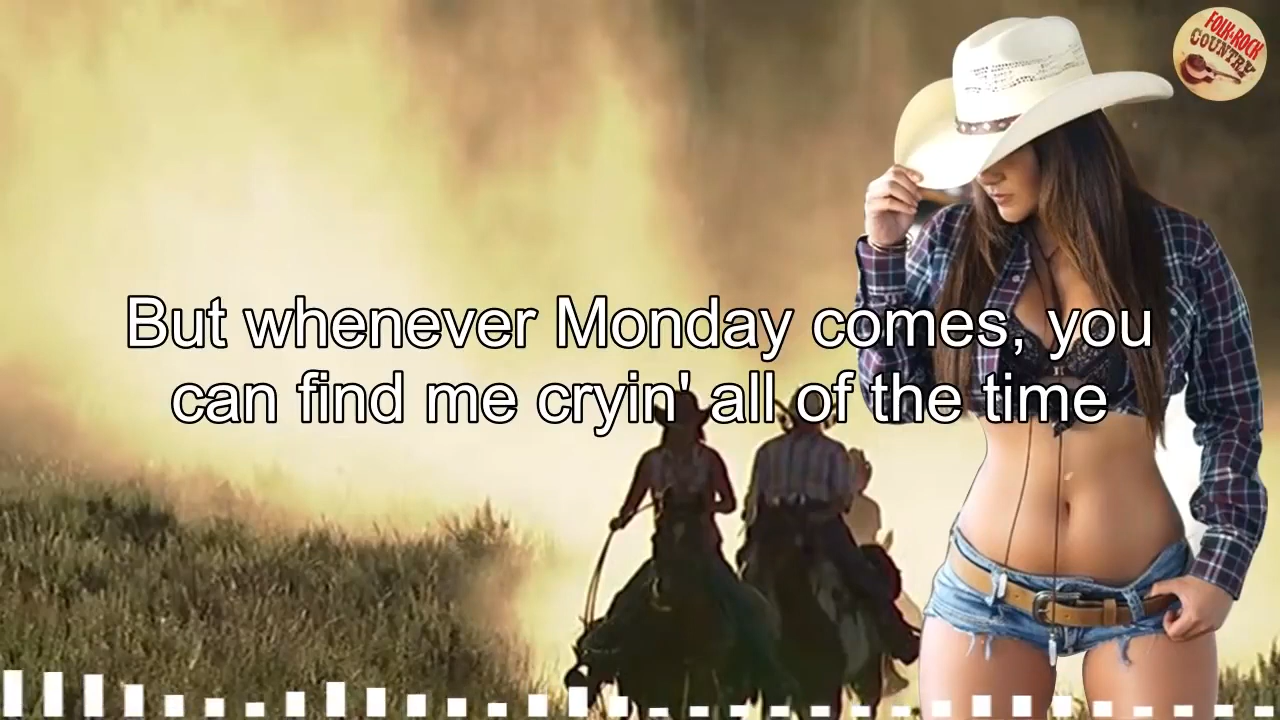 FOLK-ROCK
COUNTRY
But whenever Monday comes, you
can find me cryin' all of the time